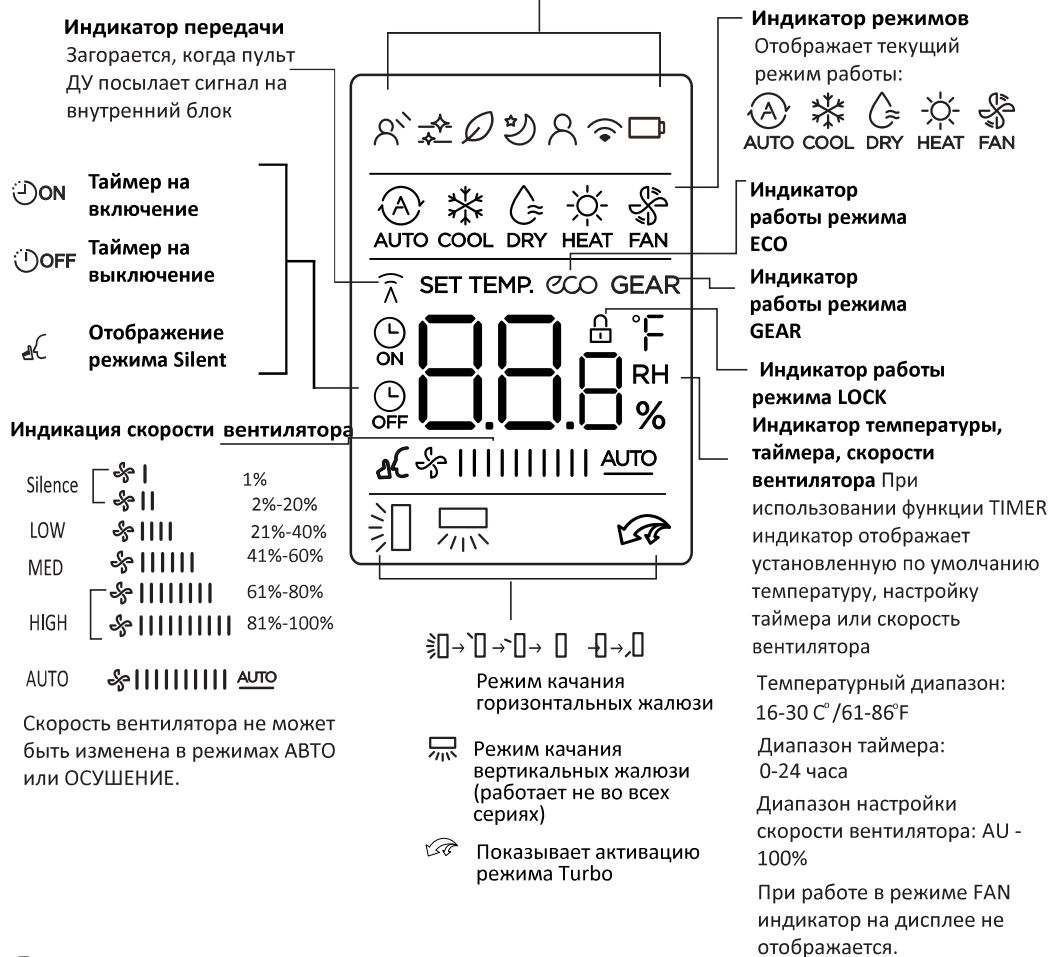 Индикатор передачи
Загорается, когда пульт
ДУ посылает сигнал на
внутренний блок
ON Таймер на
включение
OFF Таймер на
выключение
Отображение
режима Silent
Индикация скорости вентилятора
Silence
1%
2%-20%
LOW 21%-40%
MED 41%-60%
HIGH
61%-80%
81%-100%
AUTO AUTO
Скорость вентилятора не может
быть изменена в режимах АВТО
или ОСУШЕНИЕ.
A
AUTO COOL DRY HEAT FAN
SET TEMP. eco GEAR
ON
OFF
88.8
°F
RH
%
AUTO
Режим качания
горизонтальных жалюзи
Режим качания
вертикальных жалюзи
(работает не во всех
сериях)
Показывает активацию
режима Turbo
Индикатор режимов
Отображает текущий
режим работы:
A
AUTO COOL DRY HEAT FAN
Индикатор
работы режима
ECO
Индикатор
работы режима
GEAR
Индикатор работы
режима LOCK
Индикатор температуры,
таймера, скорости
вентилятора При
использовании функции TIMER
индикатор отображает
установленную по умолчанию
температуру, настройку
таймера или скорость
вентилятора
Температурный диапазон:
16-30 C°/61-86°F
Диапазон таймера:
0-24 часа
Диапазон настройки
скорости вентилятора: AU -
100%
При работе в режиме FAN
индикатор на дисплее не
отображается.